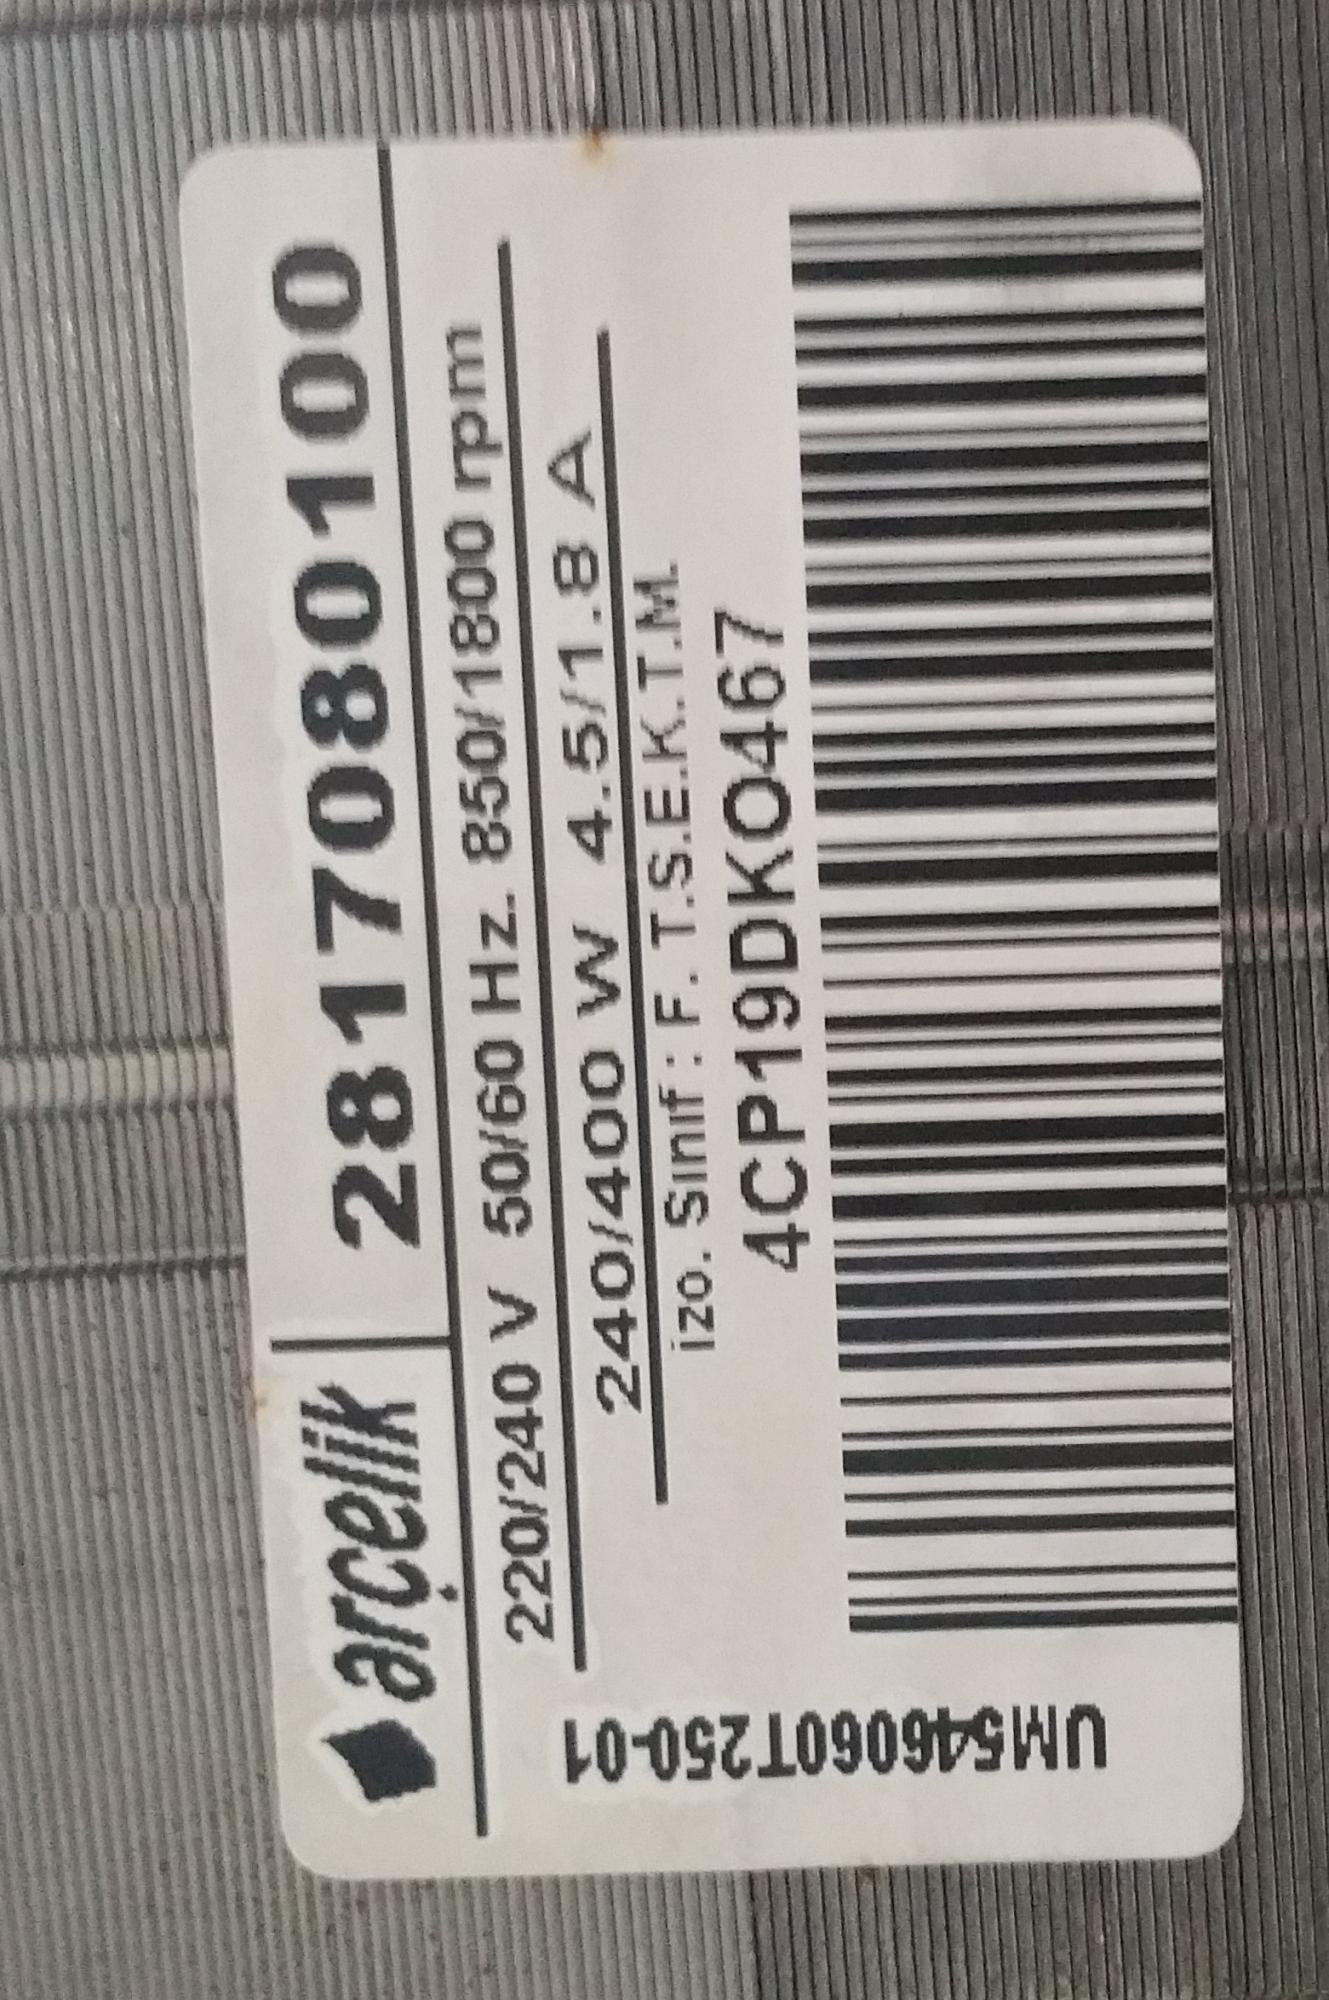 arçelik 2817080100
220/240 V 50/60 Hz. 850/1800 rpm
240/400 W 4.5/1.8 A
izo. Sınıf : F. T.S.E.K.T.M.
4CP19DKO467
UM546060T250-01